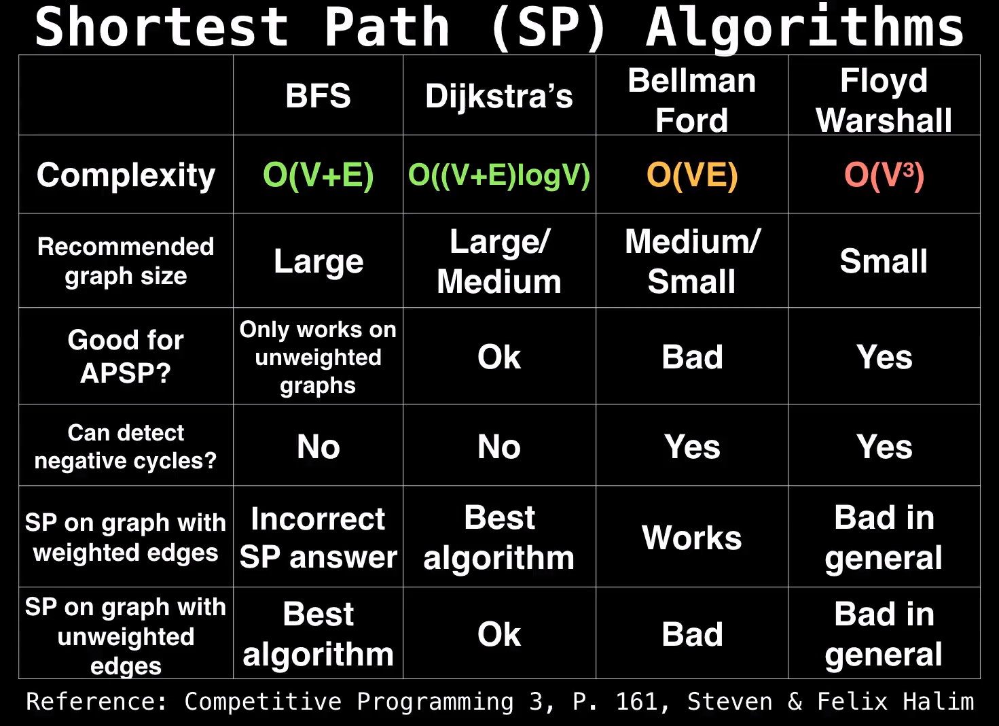 Shortest Path (SP) Algorithms
BFS
Dijkstra’s
Bellman
Ford
Floyd
Warshall
Complexity
O(V+E)
O((V+E)logV)
O(VE)
O(V³)
Recommended
graph size
Large
Large/
Medium
Medium/
Small
Small
Good for
APSP?
Only works on
unweighted
graphs
Ok
Bad
Yes
Can detect
negative cycles?
No
No
Yes
Yes
SP on graph with
weighted edges
Incorrect
SP answer
Best
algorithm
Works
Bad in
general
SP on graph with
unweighted
edges
Best
algorithm
Ok
Bad
Bad in
general
Reference: Competitive Programming 3, P. 161, Steven & Felix Halim